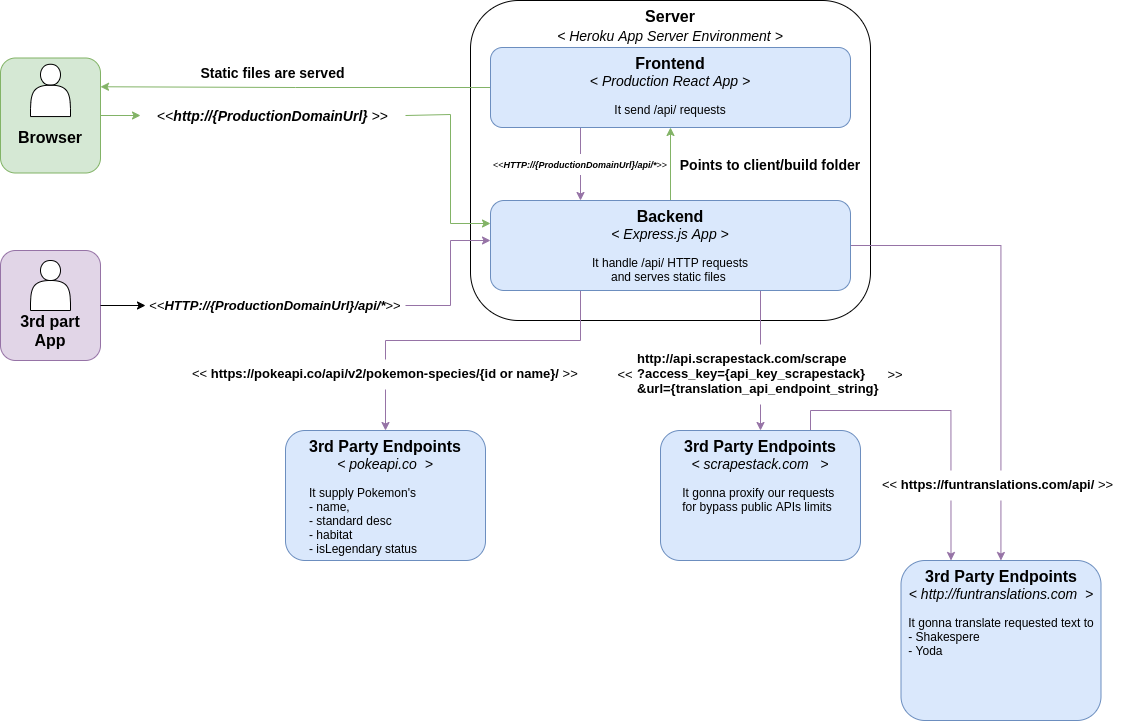 Server
< Heroku App Server Environment >
Frontend
< Production React App >
It send /api/ requests
Static files are served
<<http://{ProductionDomainUrl} >>
Browser
<<HTTP://{ProductionDomainUrl}/api/*>>
Points to client/build folder
Backend
< Express.js App >
It handle /api/ HTTP requests
and serves static files
3rd part
App
<<HTTP://{ProductionDomainUrl}/api/*>>
<< https://pokeapi.co/api/v2/pokemon-species/{id or name}/ >>
http://api.scrapestack.com/scrape
<< ?access_key={api_key_scrapestack} >>
&url={translation_api_endpoint_string}
3rd Party Endpoints
< pokeapi.co >
It supply Pokemon's
- name,
- standard desc
- habitat
- isLegendary status
3rd Party Endpoints
< scrapestack.com >
It gonna proxify our requests
for bypass public APIs limits
<< https://funtranslations.com/api/ >>
3rd Party Endpoints
< http://funtranslations.com >
It gonna translate requested text to
- Shakespere
- Yoda